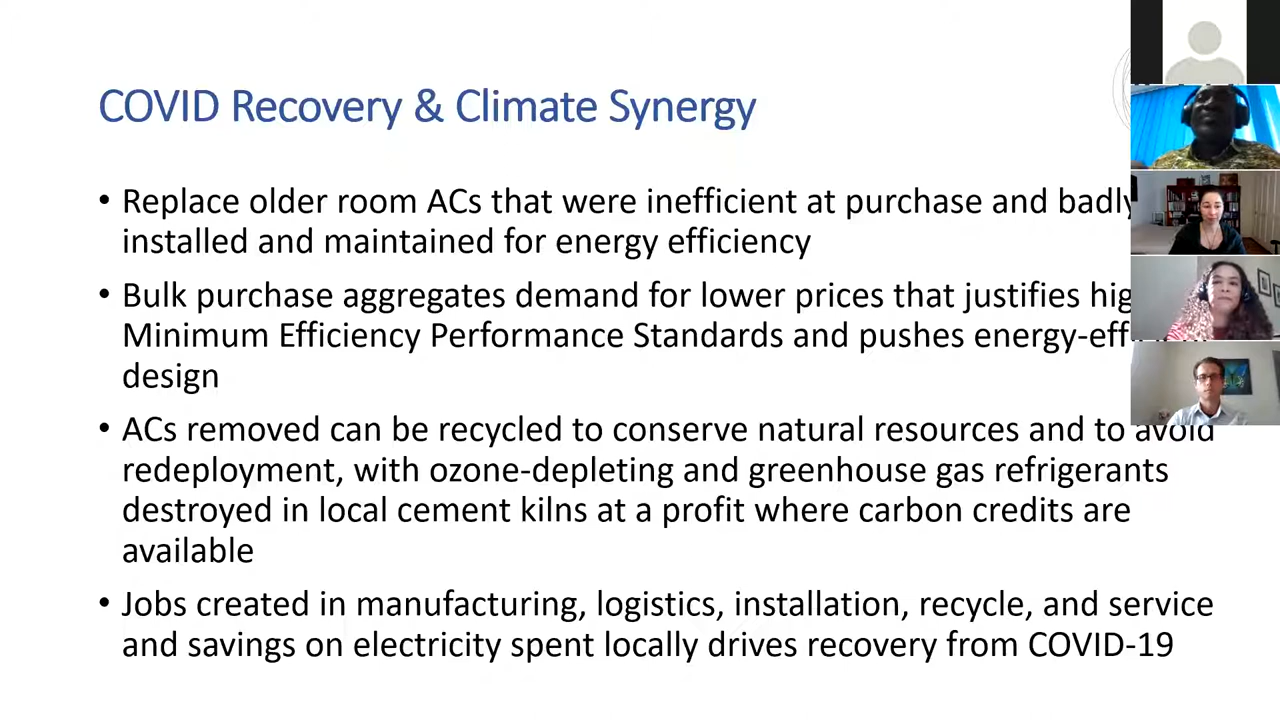 COVID Recovery & Climate Synergy
• Replace older room ACs that were inefficient at purchase and badly
installed and maintained for energy efficiency
• Bulk purchase aggregates demand for lower prices that justifies
Minimum Efficiency Performance Standards and pushes
design
• ACs removed can be recycled to conserve natural resources and to avoid
redeployment, with ozone-depleting and greenhouse gas refrigerants
destroyed in local cement kilns at a profit where carbon credits are
available
• Jobs created in manufacturing, logistics, installation, recycle, and service
and savings on electricity spent locally drives recovery from COVID-19